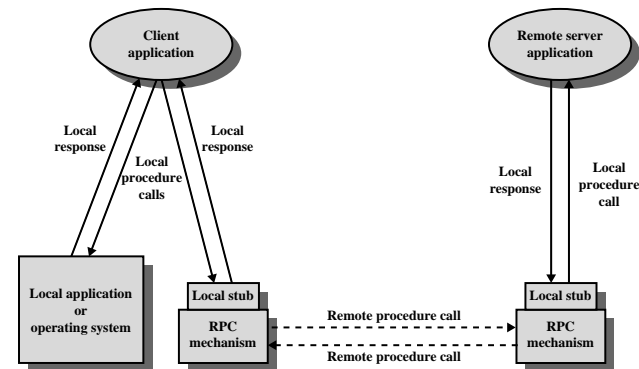 Client
application
Remote server
application
Local
response
Local
response
Local
procedure
calls
Local
response
Local
procedure
call
Local application
or
operating system
Local stub
RPC
mechanism
Remote procedure call
Remote procedure call
Local stub
RPC
mechanism